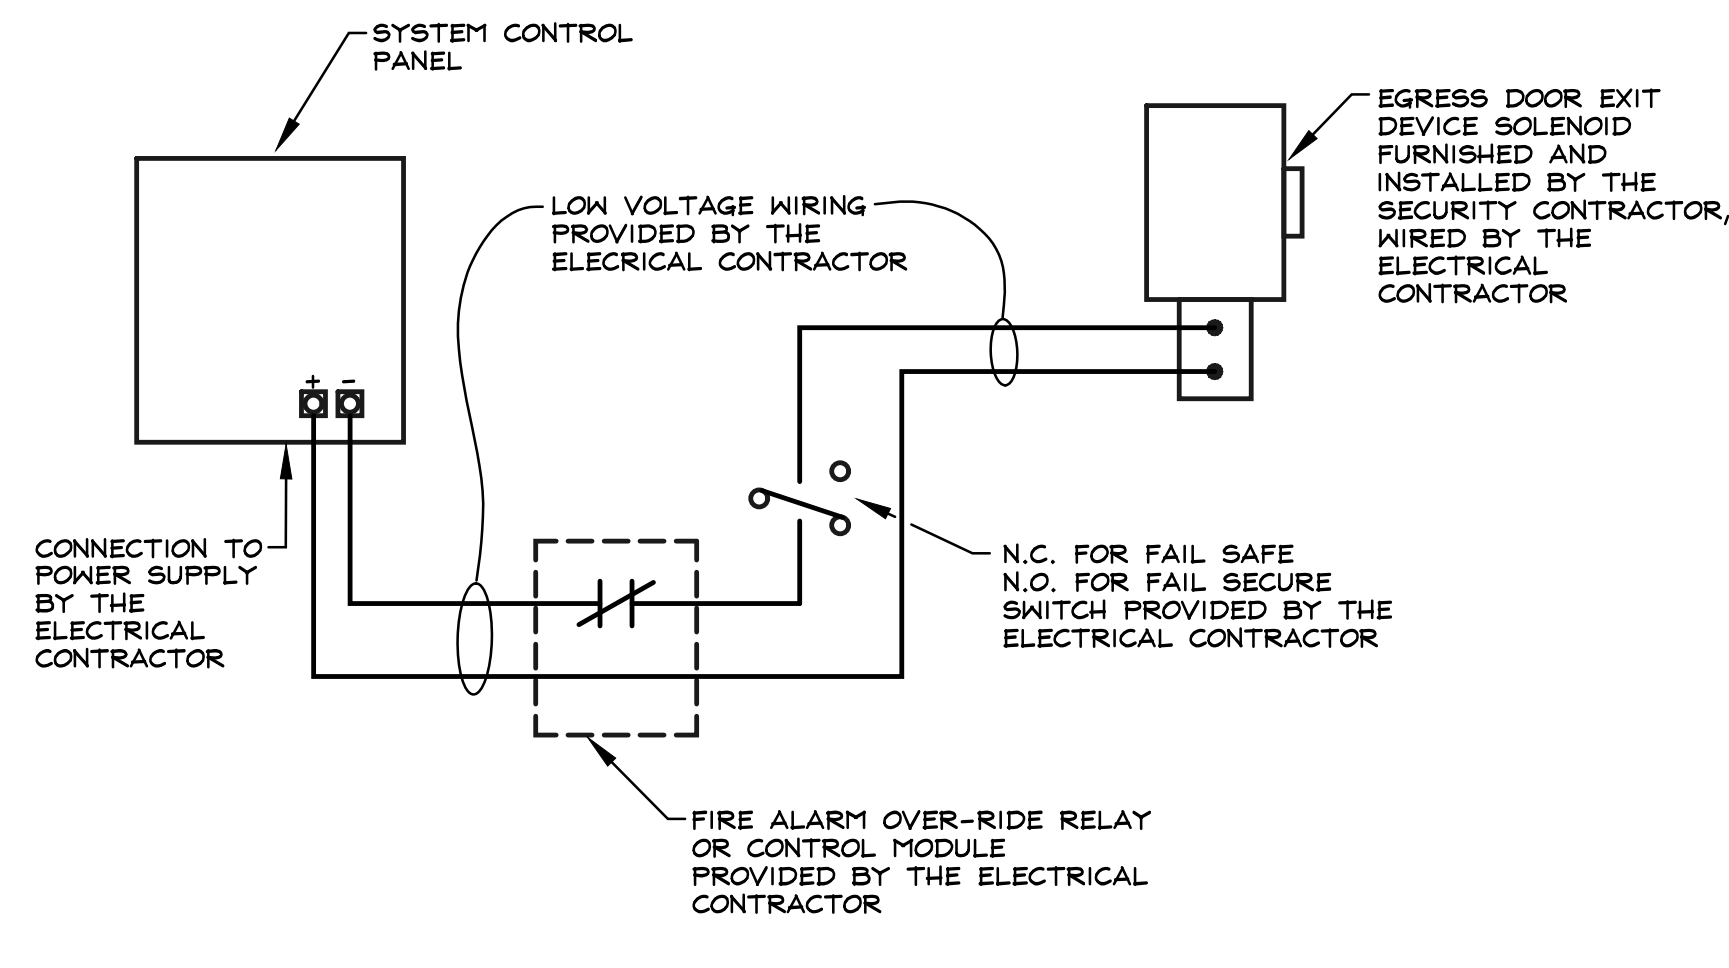 SYSTEM CONTROL
PANEL
EGRESS DOOR EXIT
DEVICE SOLENOID
FURNISHED AND
INSTALLED BY THE
SECURITY CONTRACTOR,
WIRED BY THE
ELECTRICAL
CONTRACTOR
LOW VOLTAGE WIRING
PROVIDED BY THE
ELECRICAL CONTRACTOR
+ -
CONNECTION TO
POWER SUPPLY
BY THE
ELECTRICAL
CONTRACTOR
N.C. FOR FAIL SAFE
N.O. FOR FAIL SECURE
SWITCH PROVIDED BY THE
ELECTRICAL CONTRACTOR
FIRE ALARM OVER-RIDE RELAY
OR CONTROL MODULE
PROVIDED BY THE ELECTRICAL
CONTRACTOR